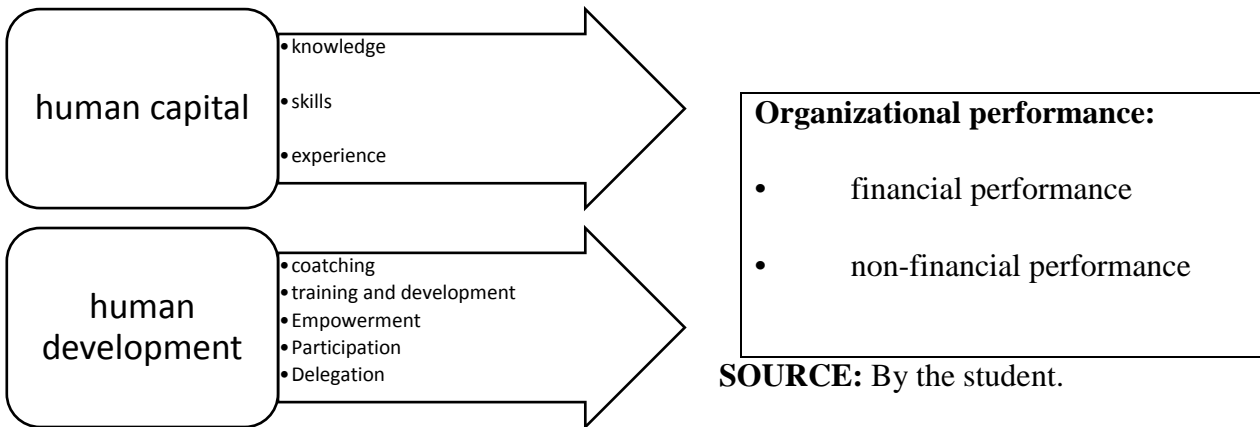 human capital
• knowledge
• skills
• experience
human
development
• coatching
• training and development
• Empowerment
• Participation
• Delegation
Organizational performance:
• financial performance
• non-financial performance
SOURCE: By the student.